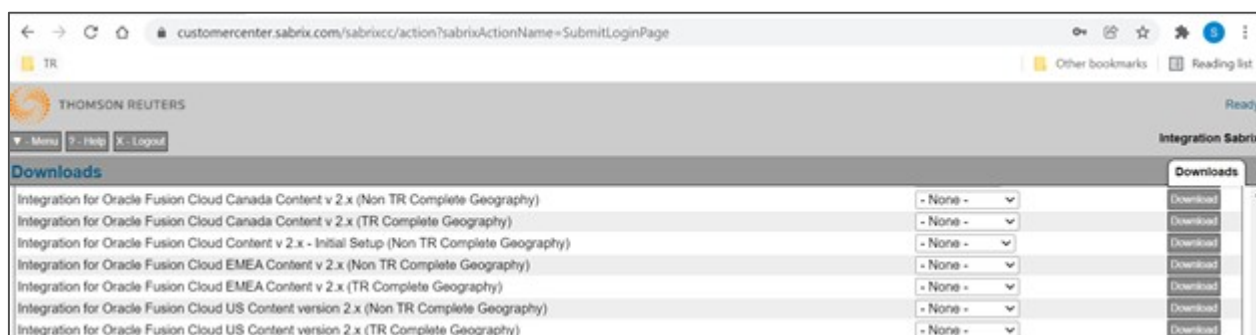 customercenter.sabrix.com/sabrixcc/action?sabrixActionName=SubmitLoginPage
S
TR
Other bookmarks
Reading list
THOMSON REUTERS
Ready
▼ - Menu ? - Help X - Logout
Integration Sabrix
Downloads
Downloads
Integration for Oracle Fusion Cloud Canada Content v 2.x (Non TR Complete Geography) - None - Download
Integration for Oracle Fusion Cloud Canada Content v 2.x (TR Complete Geography) - None - Download
Integration for Oracle Fusion Cloud Content v 2.x - Initial Setup (Non TR Complete Geography) - None - Download
Integration for Oracle Fusion Cloud EMEA Content v 2.x (Non TR Complete Geography) - None - Download
Integration for Oracle Fusion Cloud EMEA Content v 2.x (TR Complete Geography) - None - Download
Integration for Oracle Fusion Cloud US Content version 2.x (Non TR Complete Geography) - None - Download
Integration for Oracle Fusion Cloud US Content version 2.x (TR Complete Geography) - None - Download